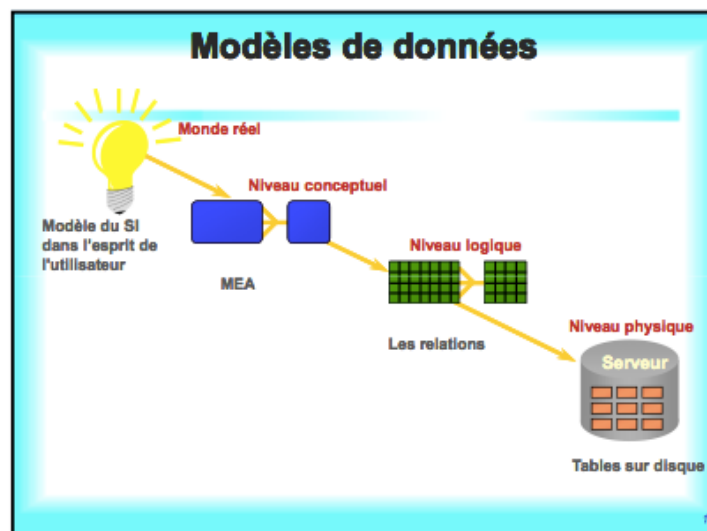 Modèles de données
Monde réel
Niveau conceptuel
Modèle du SI
dans l'esprit de
l'utilisateur
MEA
Niveau logique
Les relations
Niveau physique
Serveur
Tables sur disque